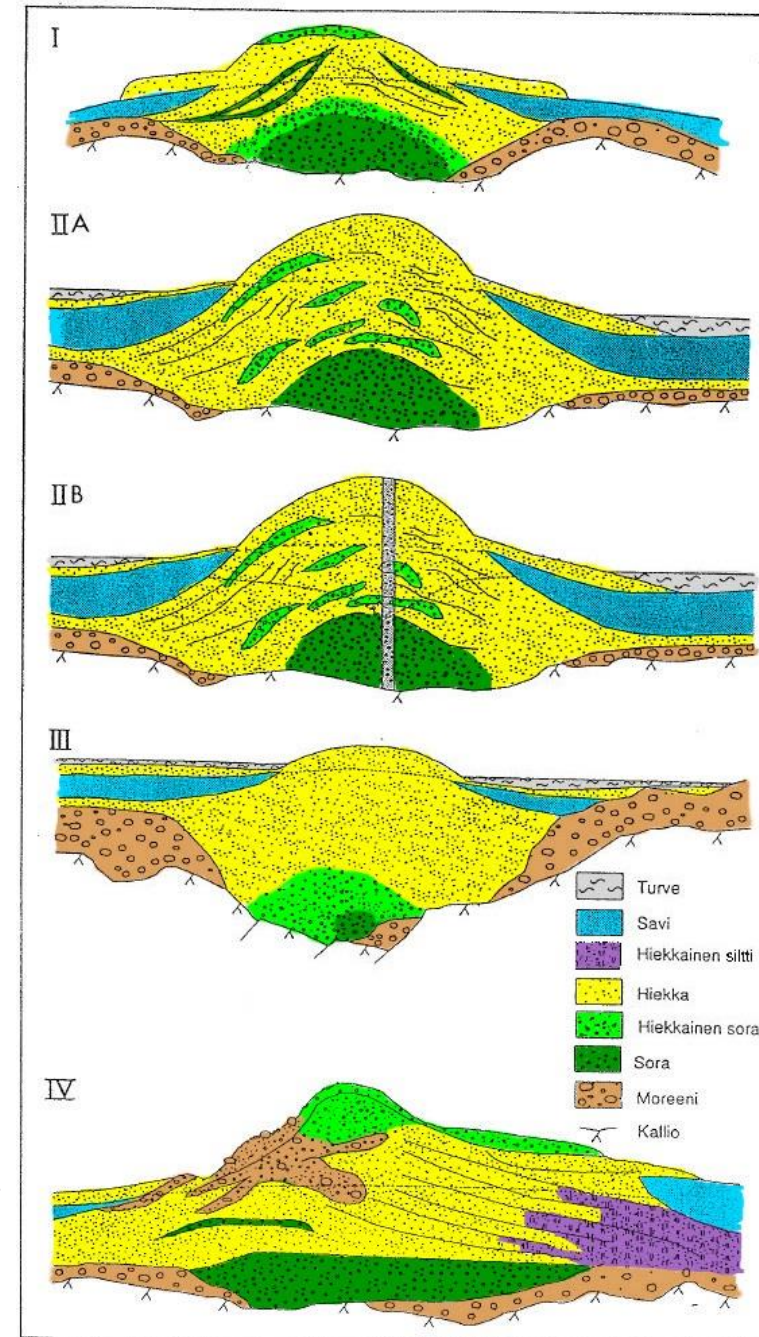 I
IIA
IIB
III
Turve
Savi
Hiekkainen siltti
Hiekka
Hiekkainen sora
Sora
Moreeni
Kallio
IV